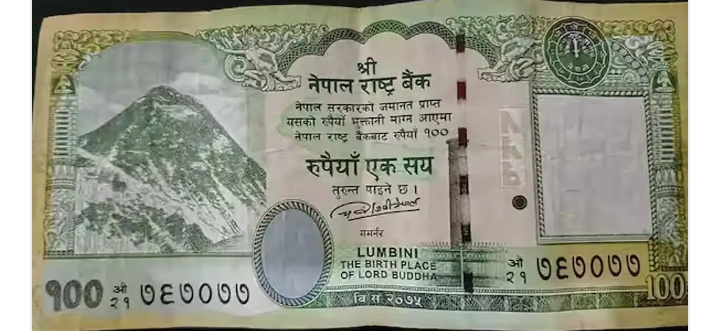 श्री
नेपाल राष्ट्र बैंक
नेपाल सरकारको जमानत प्राप्त
यसको रुपैयाँ भुक्तानी माग्न आएमा
नेपाल राष्ट्र बैंकबाट रुपैयाँ १००
रुपैयाँ एक सय
तुरुन्त पाइने छ ।
गभर्नर
LUMBINI
THE BIRTH PLACE
OF LORD BUDDHA
वि सं २०७५
NRB
१००
२१ ७६७०७७
२१ ७६७०७७
100